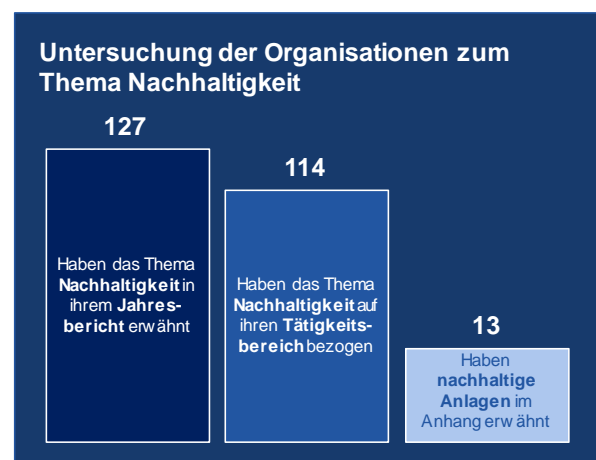 Untersuchung der Organisationen zum
Thema Nachhaltigkeit
127
Haben das Thema
Nachhaltigkeit in
ihrem Jahres-
bericht erwähnt
114
Haben das Thema
Nachhaltigkeit auf
ihren Tätigkeits-
bereich bezogen
13
Haben
nachhaltige
Anlagen im
Anhang erwähnt